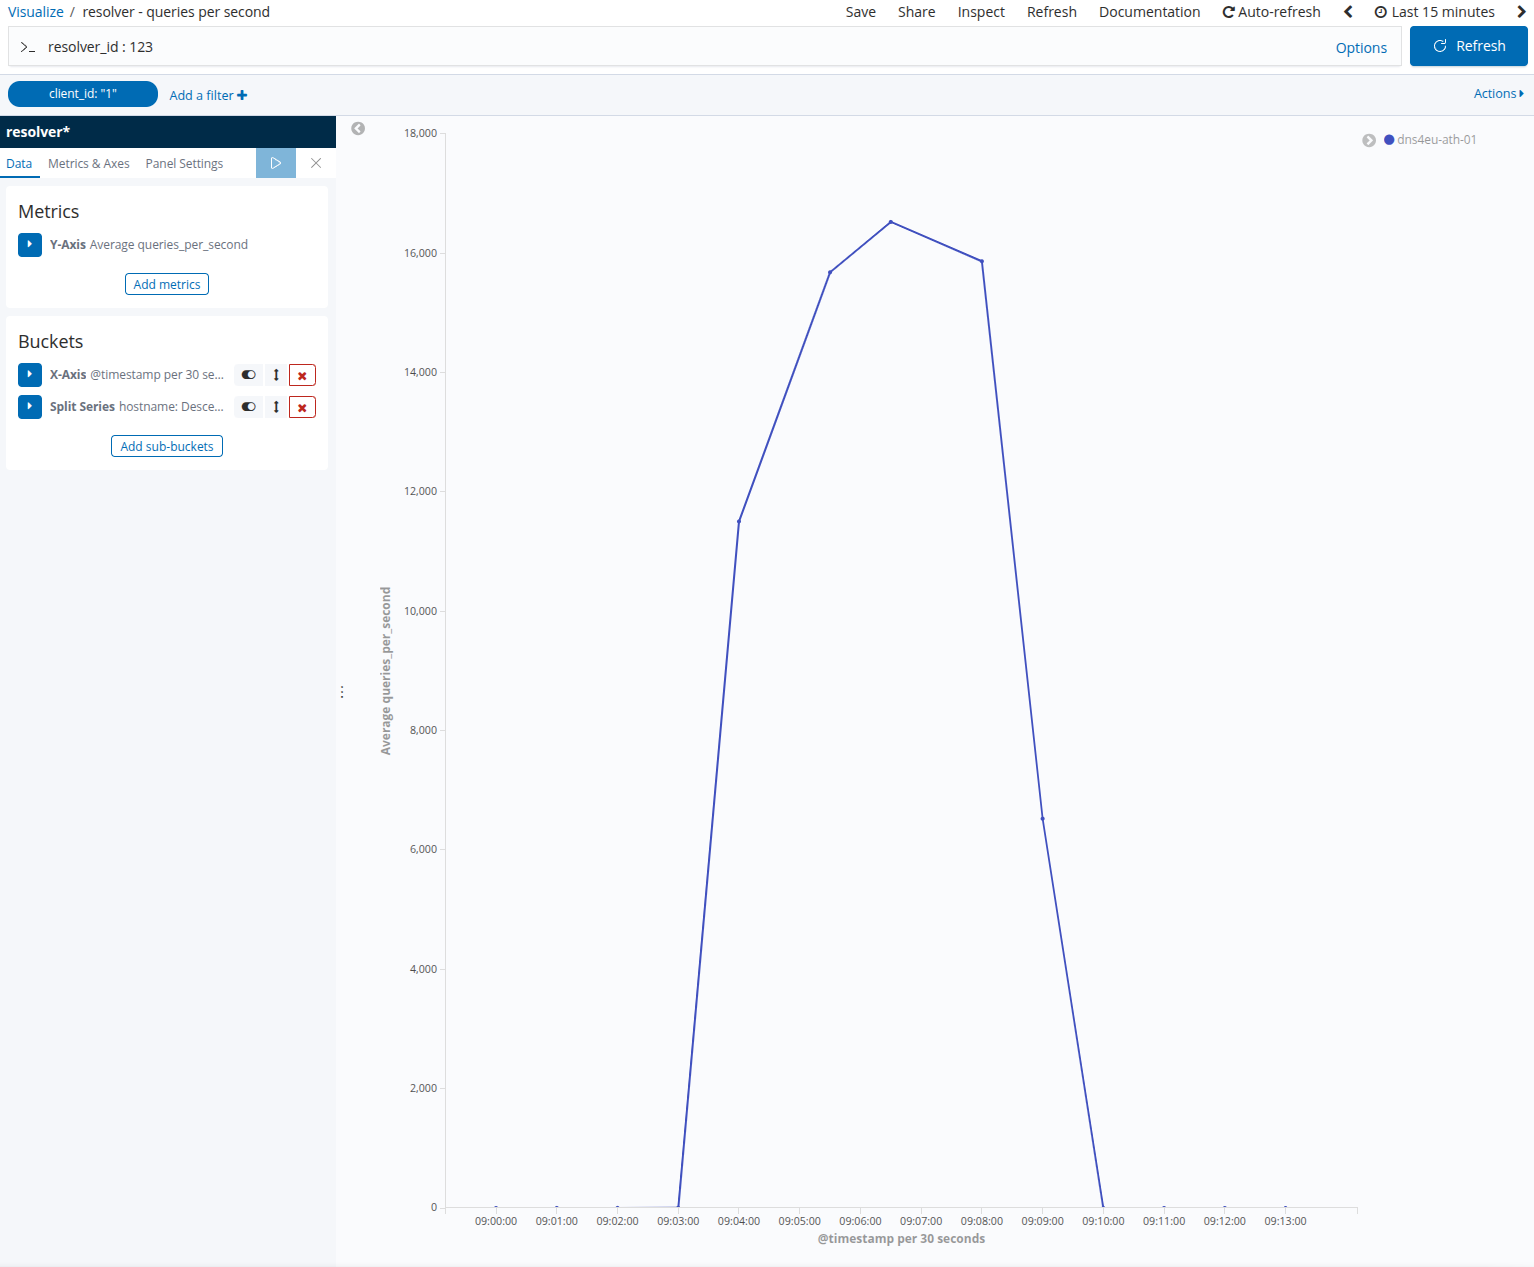 Visualize / resolver - queries per second
Save Share Inspect Refresh Documentation Auto-refresh Last 15 minutes
>_ resolver_id : 123
Options
Refresh
client_id: "1"
Add a filter
Actions
resolver*
Data Metrics & Axes Panel Settings
Metrics
Y-Axis Average queries_per_second
Add metrics
Buckets
X-Axis @timestamp per 30 se...
Split Series hostname: Desce...
Add sub-buckets
dns4eu-ath-01
18,000
16,000
14,000
12,000
10,000
8,000
6,000
4,000
2,000
0
Average queries_per_second
09:00:00 09:01:00 09:02:00 09:03:00 09:04:00 09:05:00 09:06:00 09:07:00 09:08:00 09:09:00 09:10:00 09:11:00 09:12:00 09:13:00
@timestamp per 30 seconds